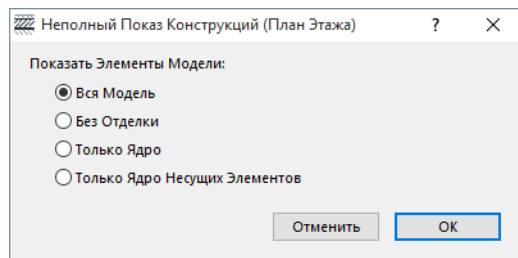 Неполный Показ Конструкций (План Этажа) ?
Показать Элементы Модели:
Вся Модель
Без Отделки
Только Ядро
Только Ядро Несущих Элементов
Отменить OK